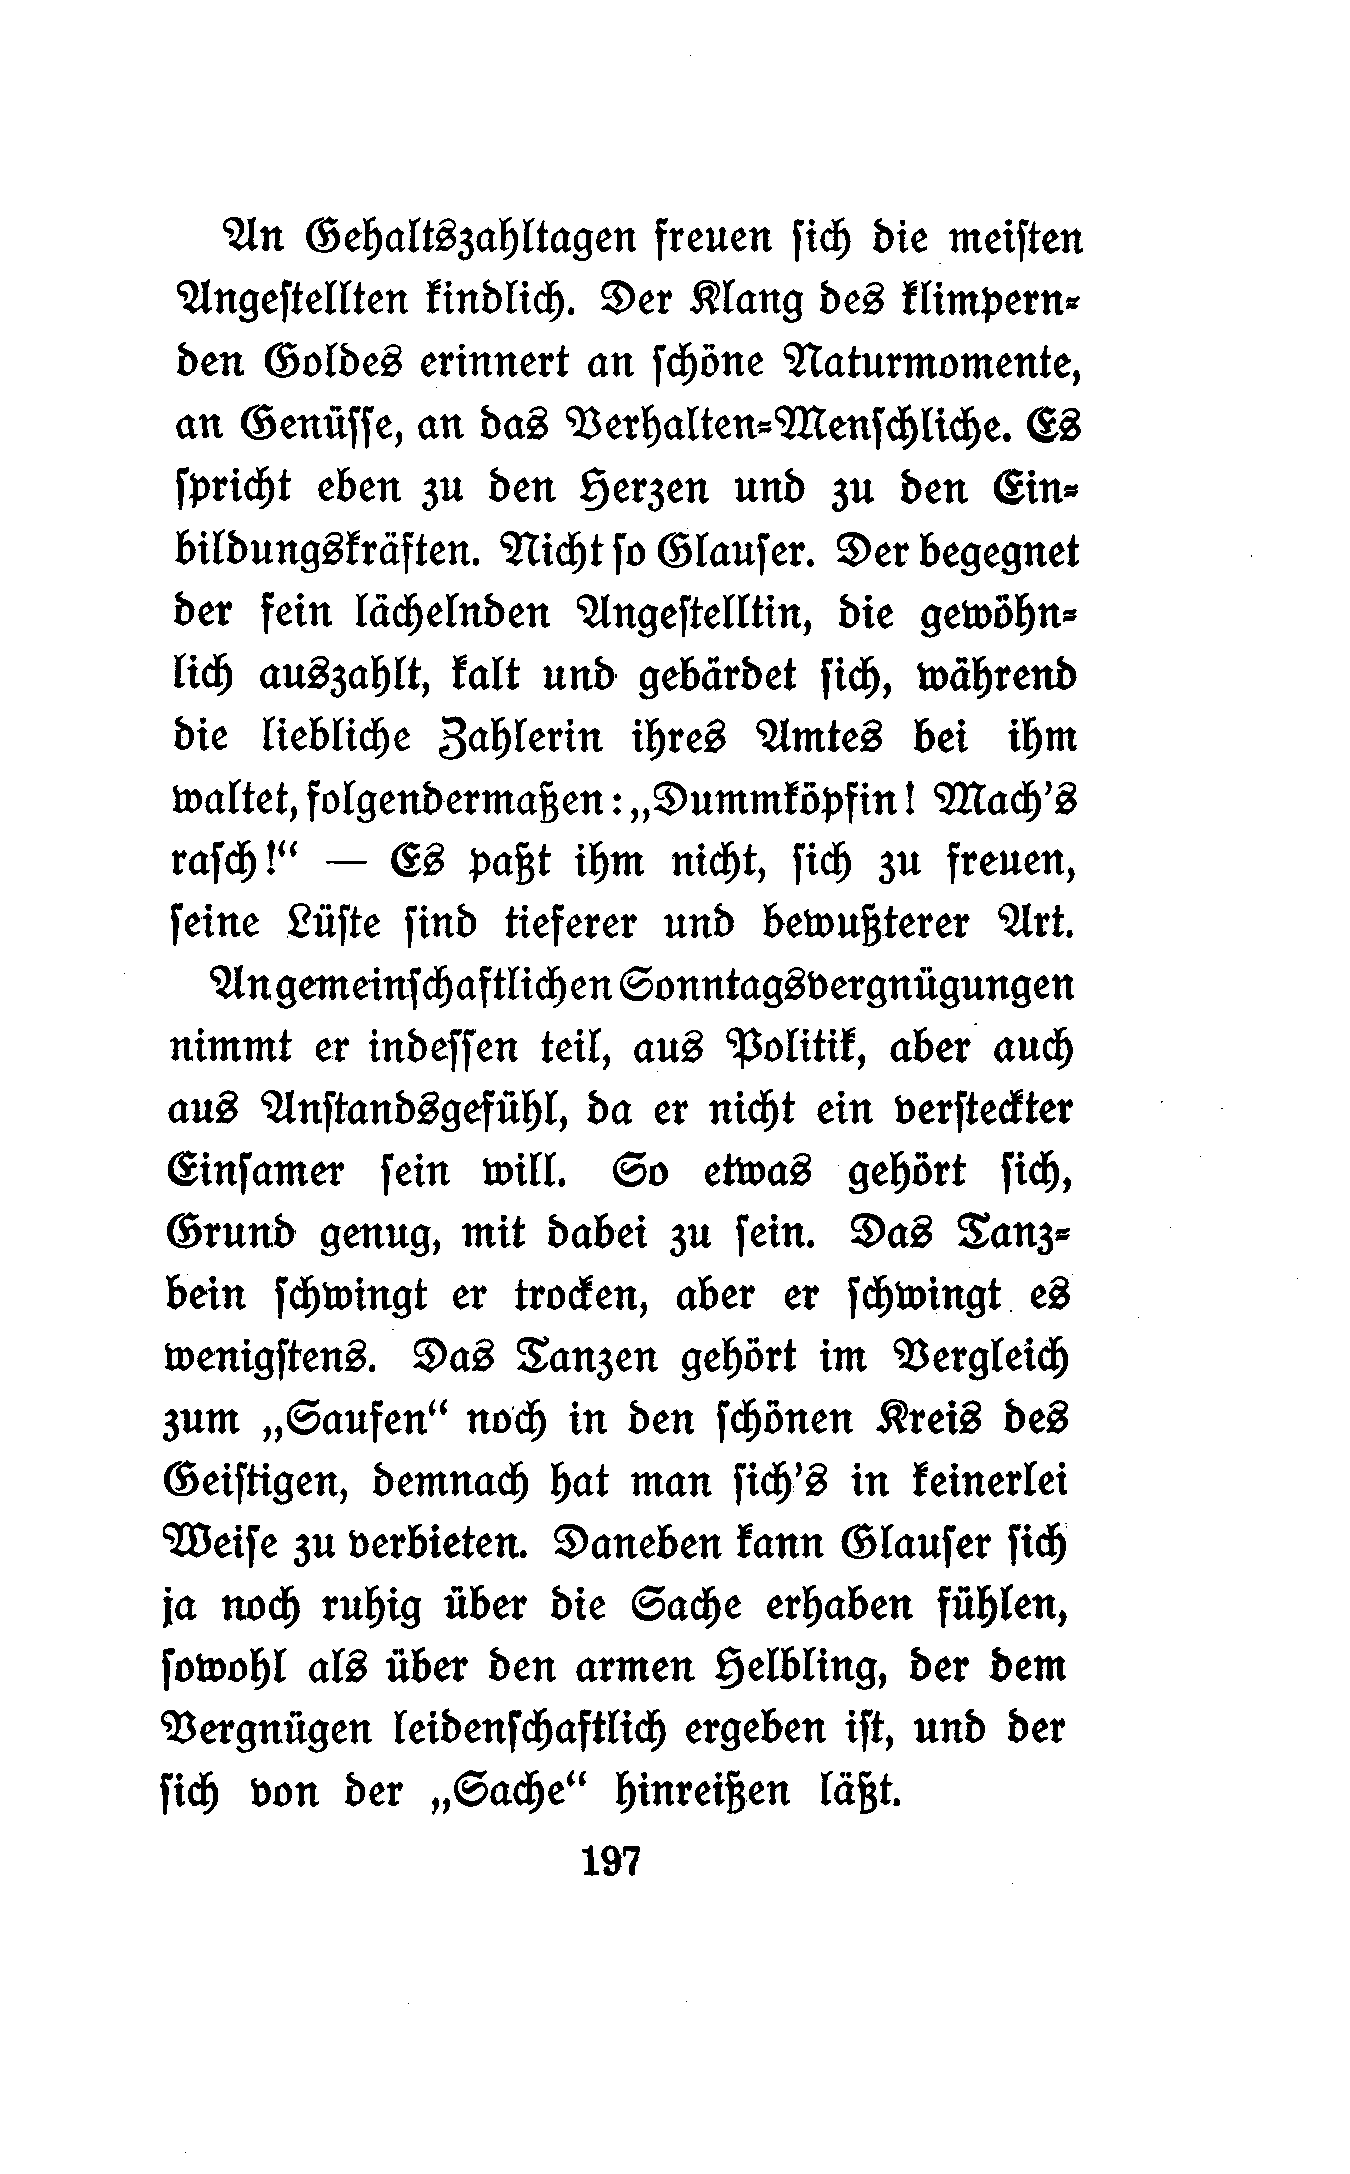 An Gehaltszahltagen freuen sich die meisten
Angestellten kindlich. Der Klang des klimpern-
den Goldes erinnert an schöne Naturmomente,
an Genüsse, an das Verhalten-Menschliche. Es
spricht eben zu den Herzen und zu den Ein-
bildungskräften. Nicht so Glauser. Der begegnet
der fein lächelnden Angestelltin, die gewöhn-
lich auszahlt, kalt und gebärdet sich, während
die liebliche Zahlerin ihres Amtes bei ihm
waltet, folgendermaßen: „Dummköpfin! Mach's
rasch!“ — Es paßt ihm nicht, sich zu freuen,
seine Lüste sind tieferer und bewußterer Art.
An gemeinschaftlichen Sonntagsvergnügungen
nimmt er indessen teil, aus Politik, aber auch
aus Anstandsgefühl, da er nicht ein versteckter
Einsamer sein will. So etwas gehört sich,
Grund genug, mit dabei zu sein. Das Tanz-
bein schwingt er trocken, aber er schwingt es
wenigstens. Das Tanzen gehört im Vergleich
zum „Saufen“ noch in den schönen Kreis des
Geistigen, demnach hat man sich's in keinerlei
Weise zu verbieten. Daneben kann Glauser sich
ja noch ruhig über die Sache erhaben fühlen,
sowohl als über den armen Helbling, der dem
Vergnügen leidenschaftlich ergeben ist, und der
sich von der „Sache“ hinreißen läßt.
197